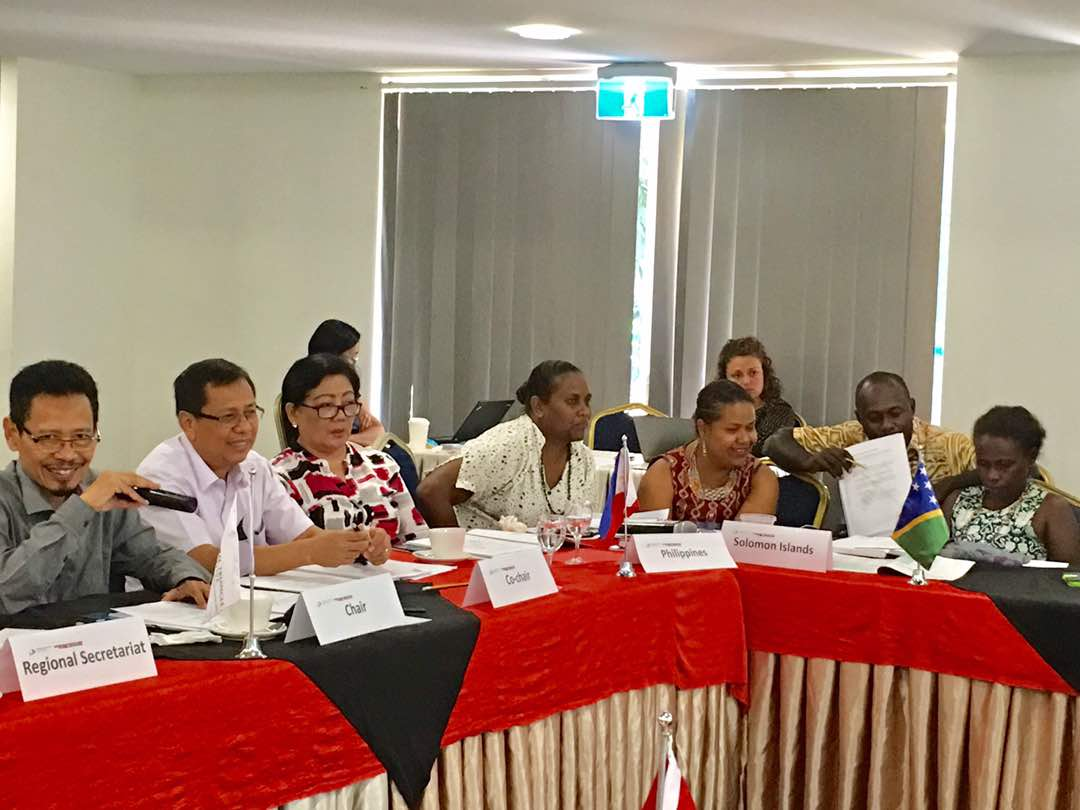 Regional Secretariat
Chair
Co-chair
Philippines
Solomon Islands